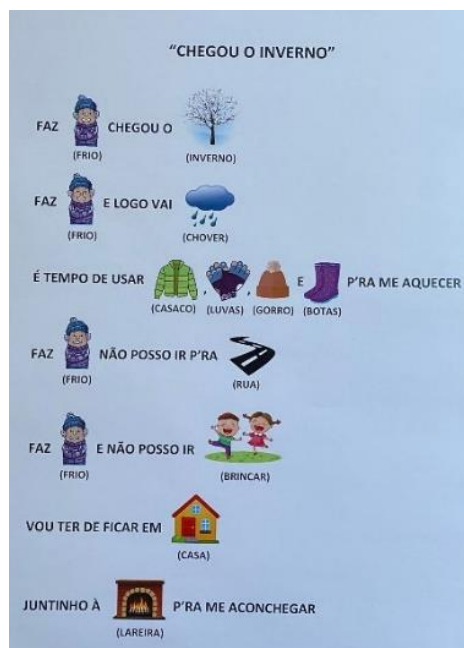 "CHEGOU O INVERNO"
FAZ (FRIO) CHEGOU O (INVERNO)
FAZ (FRIO) E LOGO VAI (CHOVER)
É TEMPO DE USAR (CASACO) , (LUVAS) , (GORRO) E (BOTAS) P'RA ME AQUECER
FAZ (FRIO) NÃO POSSO IR P'RA (RUA)
FAZ (FRIO) E NÃO POSSO IR (BRINCAR)
VOU TER DE FICAR EM (CASA)
JUNTINHO À (LAREIRA) P'RA ME ACONCHEGAR